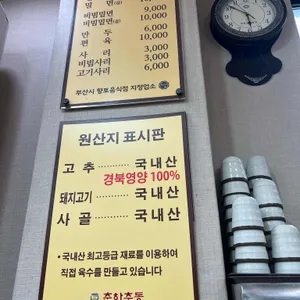 밀면(대) 10,000
비빔밀면 9,000
비빔밀면(대) 10,000
만두 6,000
편육 10,000
사리 3,000
비빔사리 3,000
고기사리 6,000
부산시 향토음식점 지정업소
원산지 표시판
고추 ············ 국내산
경북영양 100%
돼지고기 ········· 국내산
사골 ············ 국내산
• 국내산 최고등급 재료를 이용하여
직접 육수를 만들고 있습니다